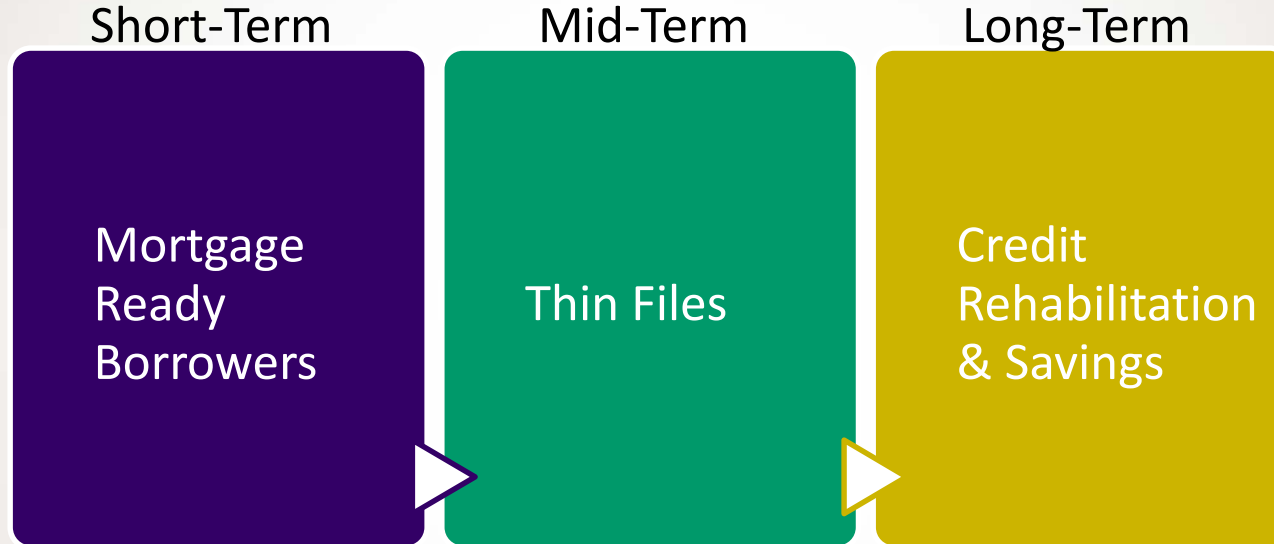 Short-Term
Mid-Term
Long-Term
Mortgage
Ready
Borrowers
Thin Files
Credit
Rehabilitation
& Savings